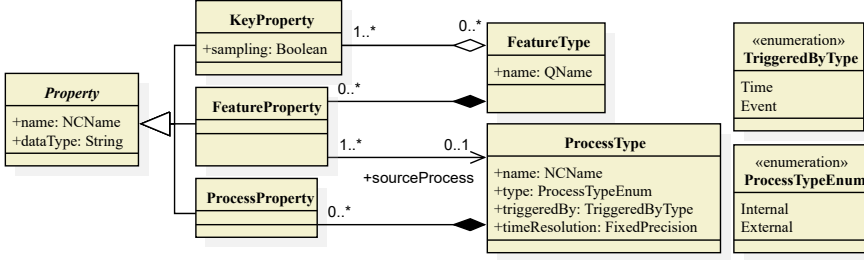 Property
+name: NCName
+dataType: String
KeyProperty
+sampling: Boolean
FeatureProperty
ProcessProperty
1..*
0..*
0..*
1..*
0..1
+sourceProcess
0..*
FeatureType
+name: QName
ProcessType
+name: NCName
+type: ProcessTypeEnum
+triggeredBy: TriggeredByType
+timeResolution: FixedPrecision
«enumeration»
TriggeredByType
Time
Event
«enumeration»
ProcessTypeEnum
Internal
External